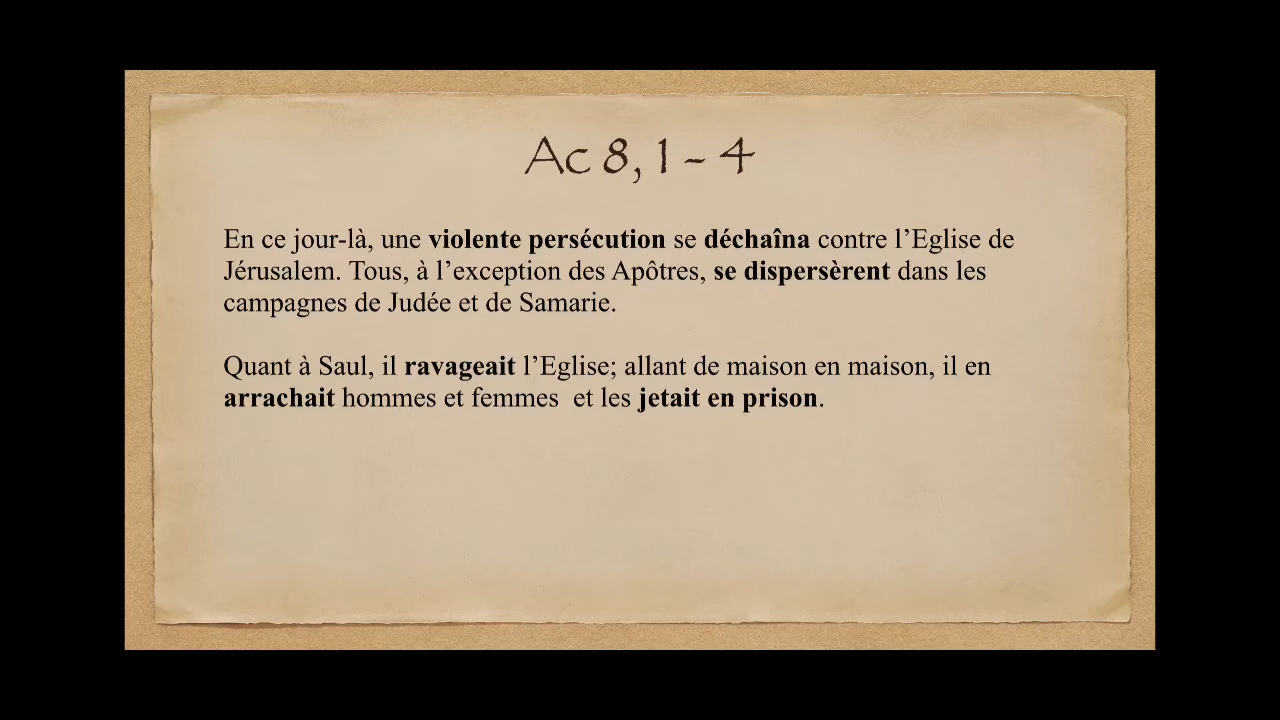 Ac 8, 1 - 4
En ce jour-là, une violente persécution se déchaîna contre l’Eglise de
Jérusalem. Tous, à l’exception des Apôtres, se dispersèrent dans les
campagnes de Judée et de Samarie.
Quant à Saul, il ravageait l’Eglise; allant de maison en maison, il en
arrachait hommes et femmes  et les jetait en prison.